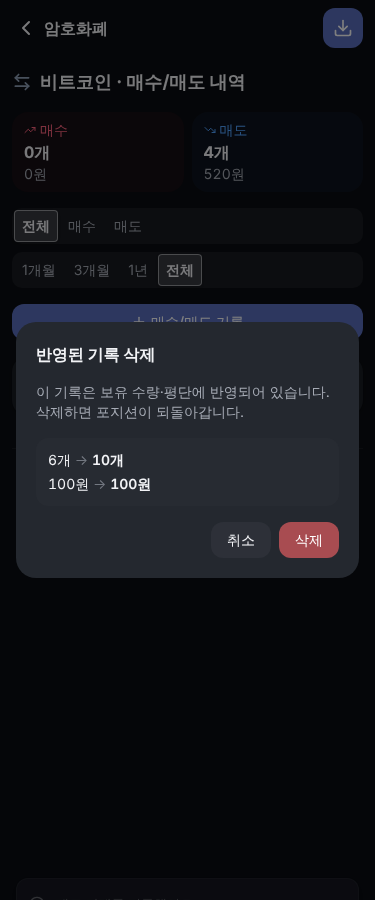 암호화폐
비트코인 · 매수/매도 내역
매수
0개
0원
매도
4개
520원
전체 매수 매도
1개월 3개월 1년 전체
반영된 기록 삭제
이 기록은 보유 수량·평단에 반영되어 있습니다.
삭제하면 포지션이 되돌아갑니다.
6개 → 10개
100원 → 100원
취소 삭제